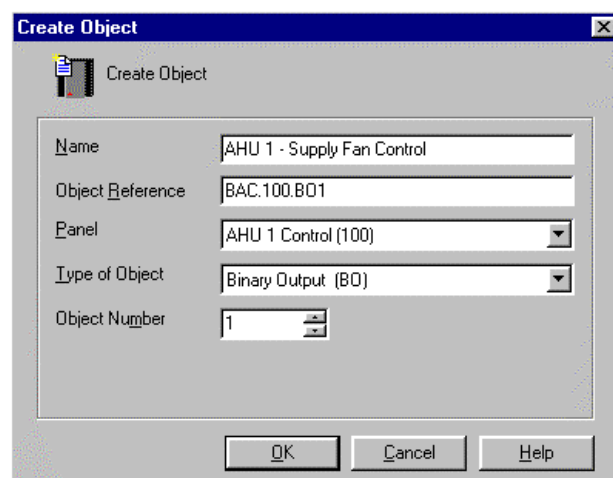 Create Object
Create Object
Name AHU 1 - Supply Fan Control
Object Reference BAC.100.BO1
Panel AHU 1 Control (100)
Type of Object Binary Output (BO)
Object Number 1
OK Cancel Help